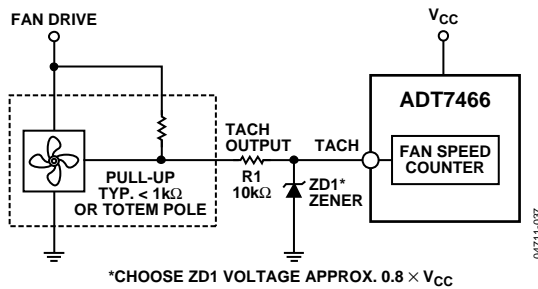 FAN DRIVE
VCC
ADT7466
TACH
OUTPUT
TACH
FAN SPEED
COUNTER
PULL-UP
TYP. < 1kΩ
OR TOTEM POLE
R1
10kΩ
ZD1*
ZENER
*CHOOSE ZD1 VOLTAGE APPROX. 0.8 × VCC
04711-037